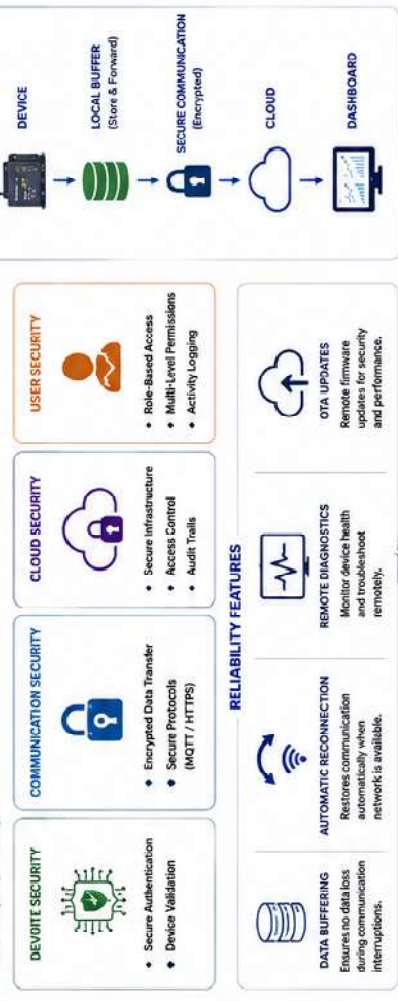 DEVOITE SECURITY
Secure Authentication
Device Validation
COMMUNICATION SECURITY
Encrypted Data Transfer
Secure Protocols
(MQTT / HTTPS)
CLOUD SECURITY
Secure Infrastructure
Access Control
Audit Trails
USER SECURITY
Role-Based Access
Multi-Level Permissions
Activity Logging
RELIABILITY FEATURES
DATA BUFFERING
Ensures no data loss
during communication
interruptions.
AUTOMATIC RECONNECTION
Restores communication
automatically when
network is available.
REMOTE DIAGNOSTICS
Monitor device health
and troubleshoot
remotely.
OTA UPDATES
Remote firmware
updates for security
and performance.
DEVICE
LOCAL BUFFER
(Store & Forward)
SECURE COMMUNICATION
(Encrypted)
CLOUD
DASHBOARD